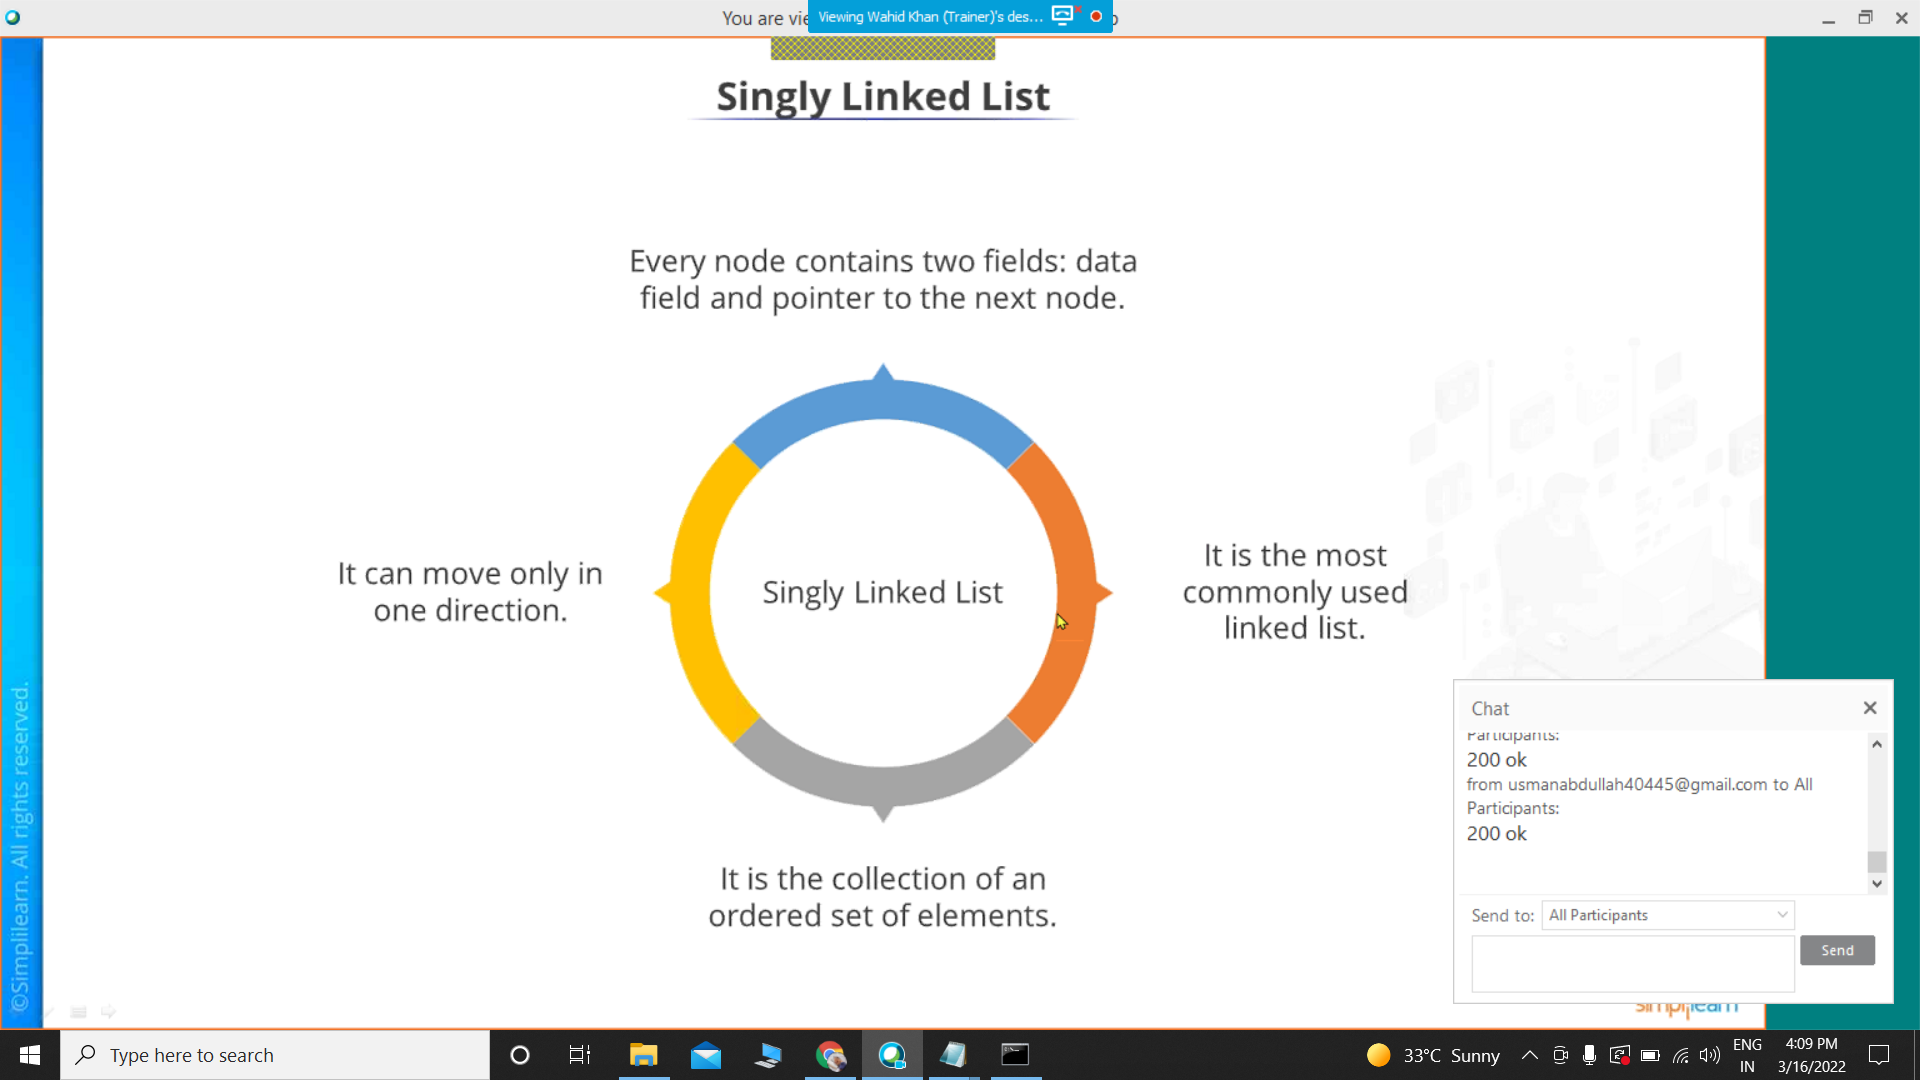 You are vie
Viewing Wahid Khan (Trainer)'s des...
Singly Linked List
Every node contains two fields: data
field and pointer to the next node.
It can move only in
one direction.
Singly Linked List
It is the most
commonly used
linked list.
It is the collection of an
ordered set of elements.
©Simplilearn. All rights reserved.
Chat
Participants:
200 ok
from usmanabdullah40445@gmail.com to All
Participants:
200 ok
Send to:
All Participants
Send
simplilearn
Type here to search
33°C Sunny
ENG
IN
4:09 PM
3/16/2022